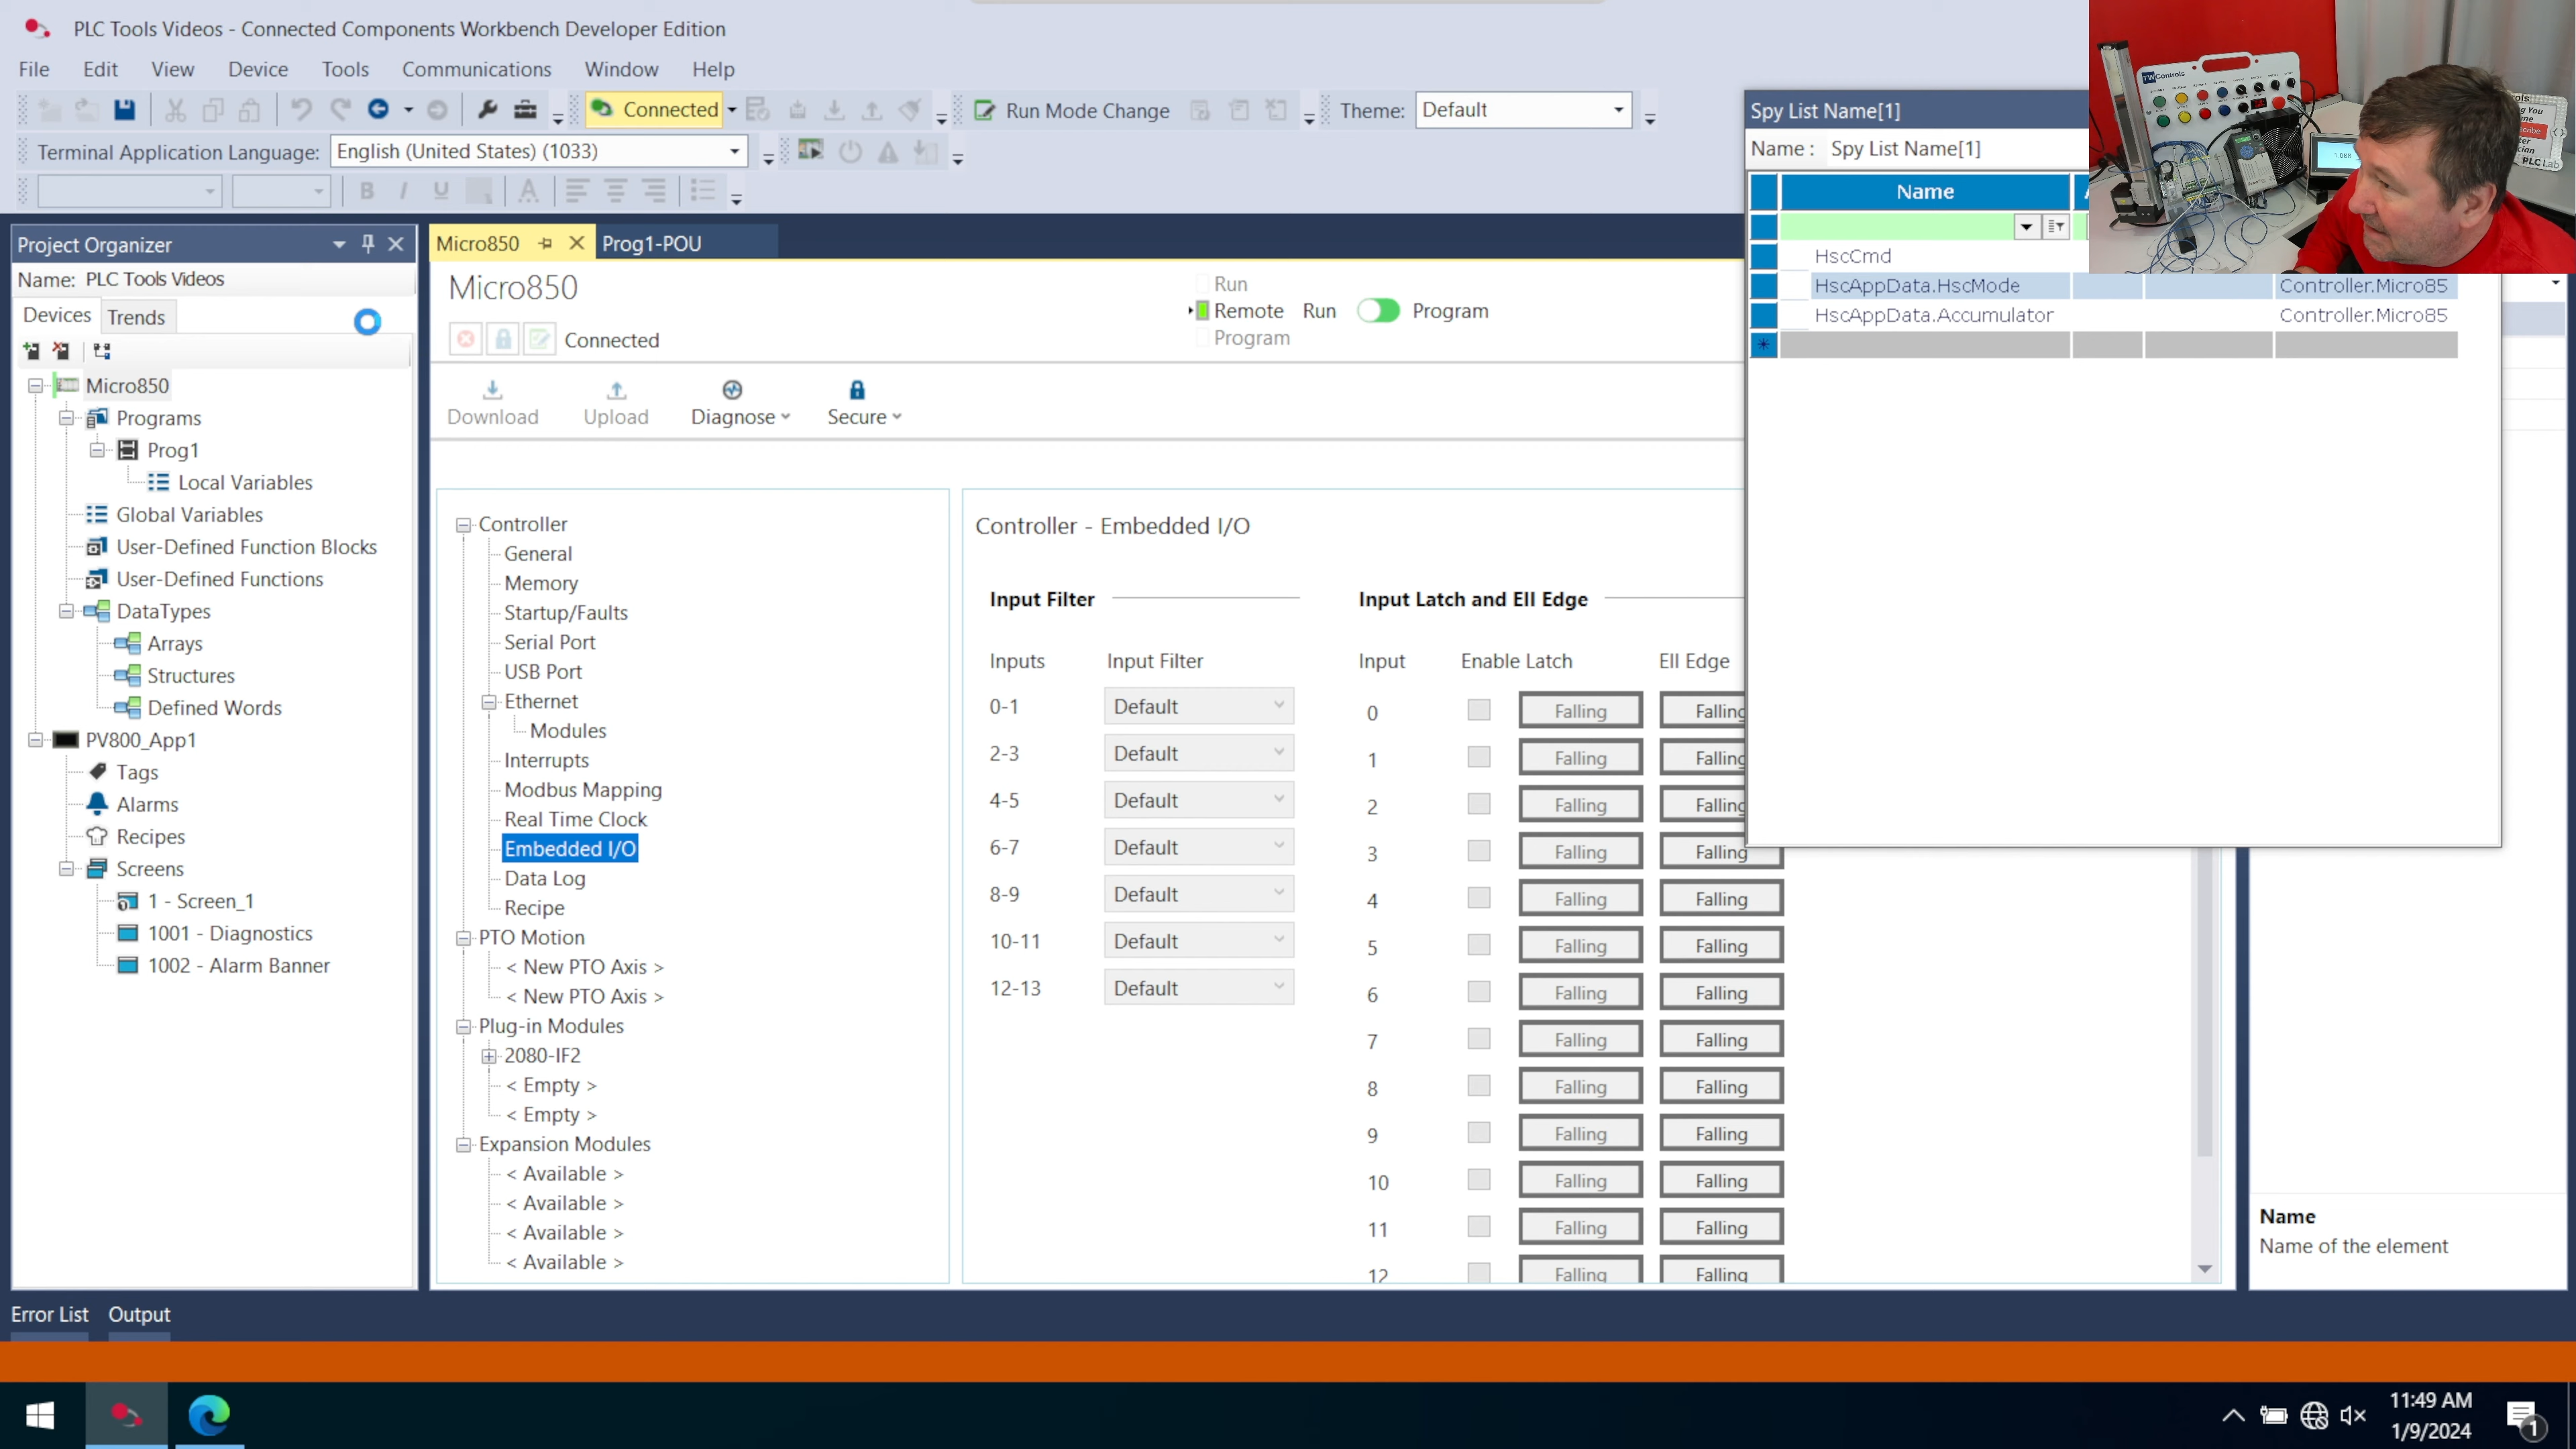 PLC Tools Videos - Connected Components Workbench Developer Edition
File Edit View Device Tools Communications Window Help
Connected Run Mode Change Theme: Default
Terminal Application Language: English (United States) (1033)
B I U A
Project Organizer
Name: PLC Tools Videos
Devices Trends
Micro850
Programs
Prog1
Local Variables
Global Variables
User-Defined Function Blocks
User-Defined Functions
DataTypes
Arrays
Structures
Defined Words
PV800_App1
Tags
Alarms
Recipes
Screens
1 - Screen_1
1001 - Diagnostics
1002 - Alarm Banner
Micro850 Prog1-POU
Micro850
Connected
Run
Remote Run Program
Program
Download Upload Diagnose Secure
Controller
General
Memory
Startup/Faults
Serial Port
USB Port
Ethernet
Modules
Interrupts
Modbus Mapping
Real Time Clock
Embedded I/O
Data Log
Recipe
PTO Motion
< New PTO Axis >
< New PTO Axis >
Plug-in Modules
2080-IF2
< Empty >
< Empty >
Expansion Modules
< Available >
< Available >
< Available >
< Available >
Controller - Embedded I/O
Input Filter
Inputs Input Filter
0-1 Default
2-3 Default
4-5 Default
6-7 Default
8-9 Default
10-11 Default
12-13 Default
Input Latch and EII Edge
Input Enable Latch EII Edge
0 Falling Falling
1 Falling Falling
2 Falling Falling
3 Falling Falling
4 Falling Falling
5 Falling Falling
6 Falling Falling
7 Falling Falling
8 Falling Falling
9 Falling Falling
10 Falling Falling
11 Falling Falling
12 Falling Falling
Spy List Name[1]
Name : Spy List Name[1]
Name
HscCmd
HscAppData.HscMode Controller.Micro85
HscAppData.Accumulator Controller.Micro85
TWControls
1.088
PLC Lab
Name
Name of the element
Error List Output
11:49 AM
1/9/2024
1